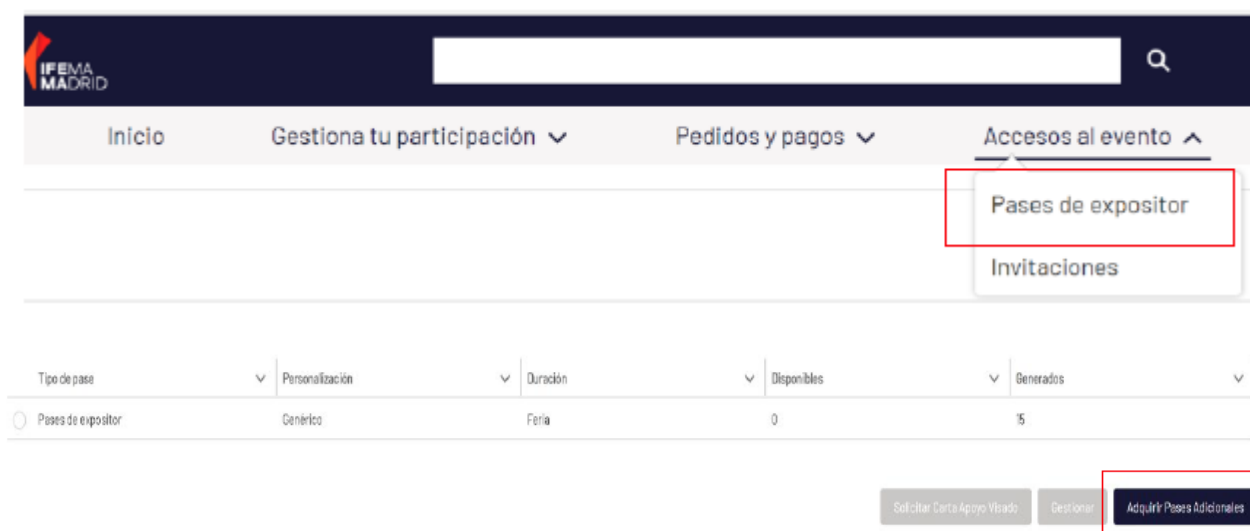 IFEMA
MADRID
Inicio Gestiona tu participación Pedidos y pagos Accesos al evento
Pases de expositor
Invitaciones
Tipo de pase Personalización Duración Disponibles Generados
Pases de expositor Genérico Feria 0 15
Solicitar Carta Apoyo Visado Gestionar Adquirir Pases Adicionales